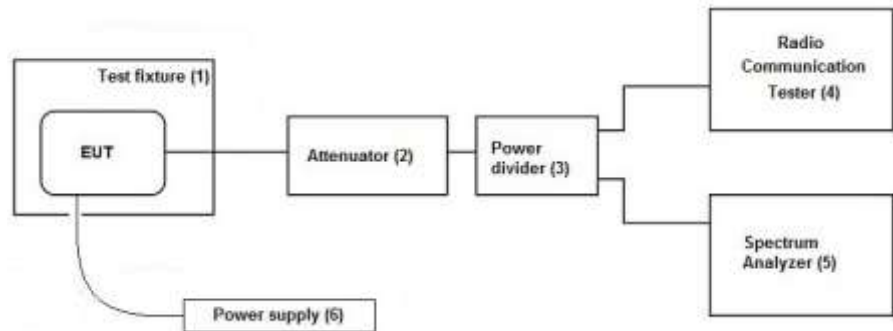 Test fixture (1)
EUT
Attenuator (2)
Power
divider (3)
Radio
Communication
Tester (4)
Spectrum
Analyzer (5)
Power supply (6)